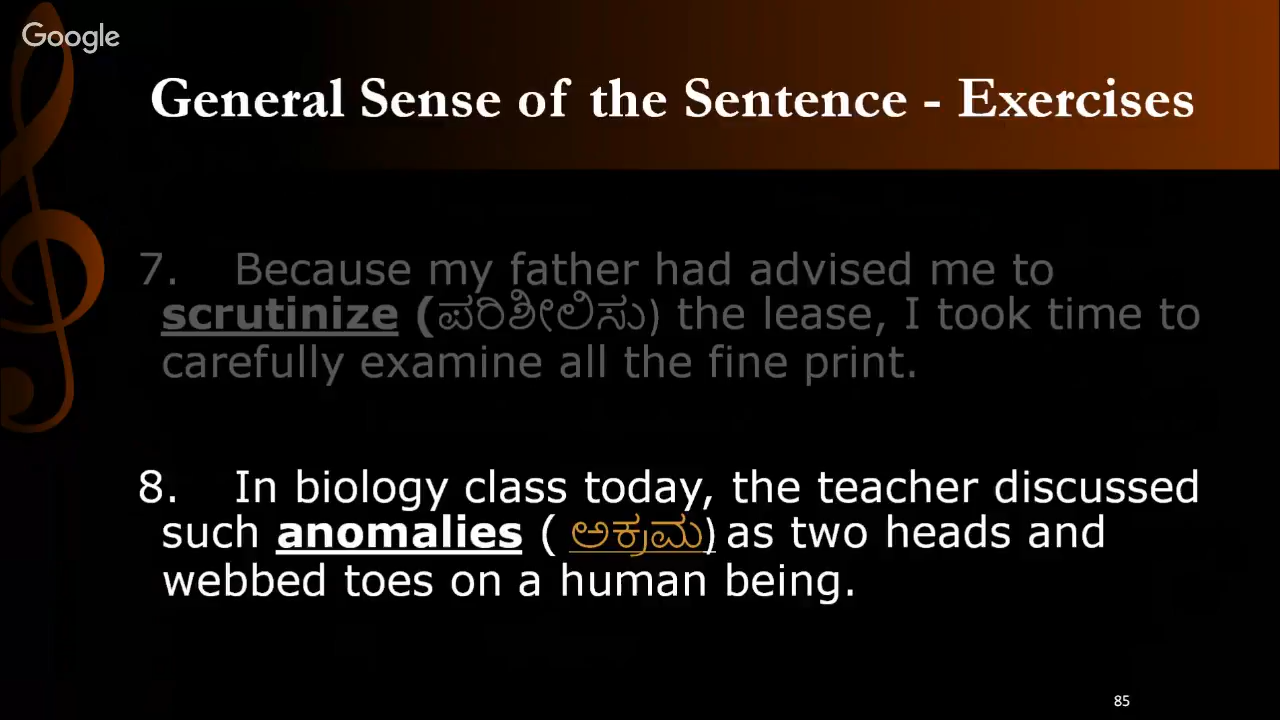 Google
General Sense of the Sentence - Exercises
7. Because my father had advised me to
scrutinize (ಪರಿಶೀಲಿಸು) the lease, I took time to
carefully examine all the fine print.
8. In biology class today, the teacher discussed
such anomalies ( ಅಕ್ರಮ) as two heads and
webbed toes on a human being.
85